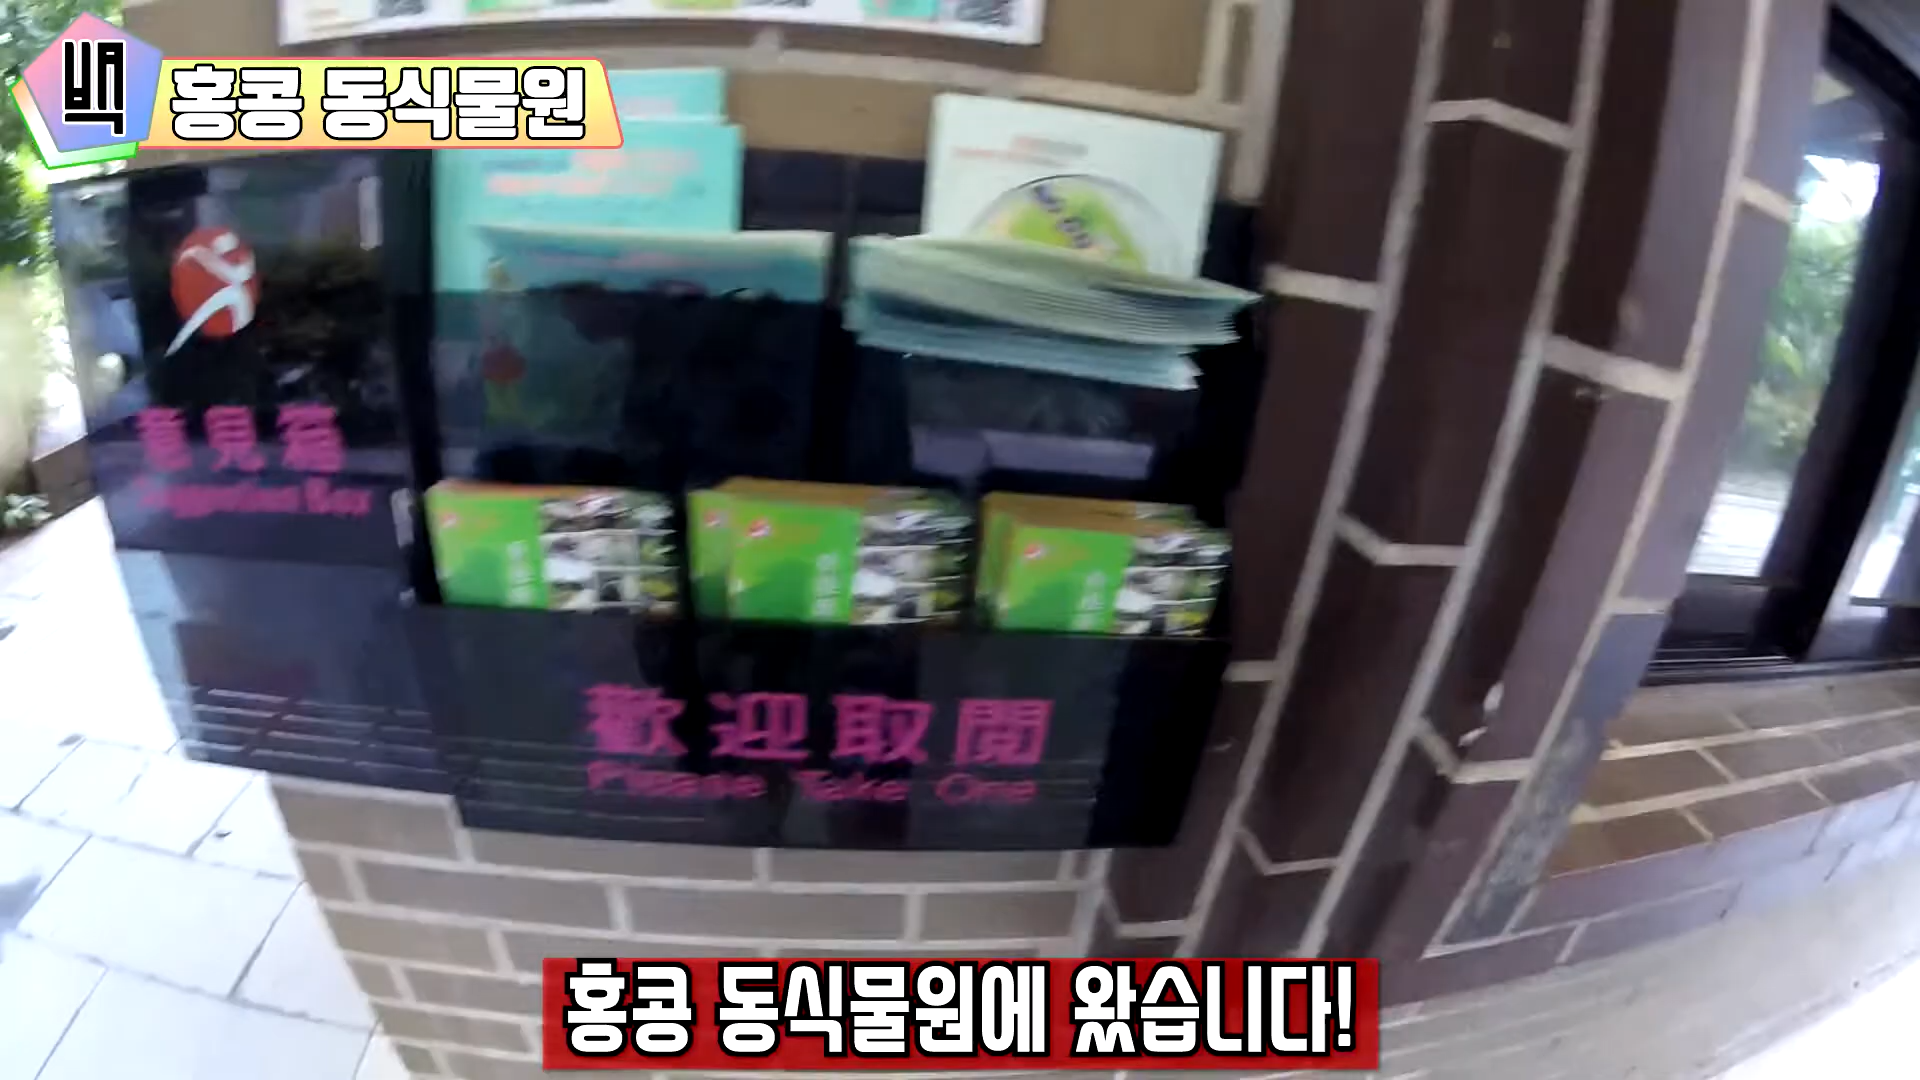 백
홍콩 동식물원
意見箱
Suggestion Box
歡迎取閱
Please Take One
홍콩 동식물원에 왔습니다!